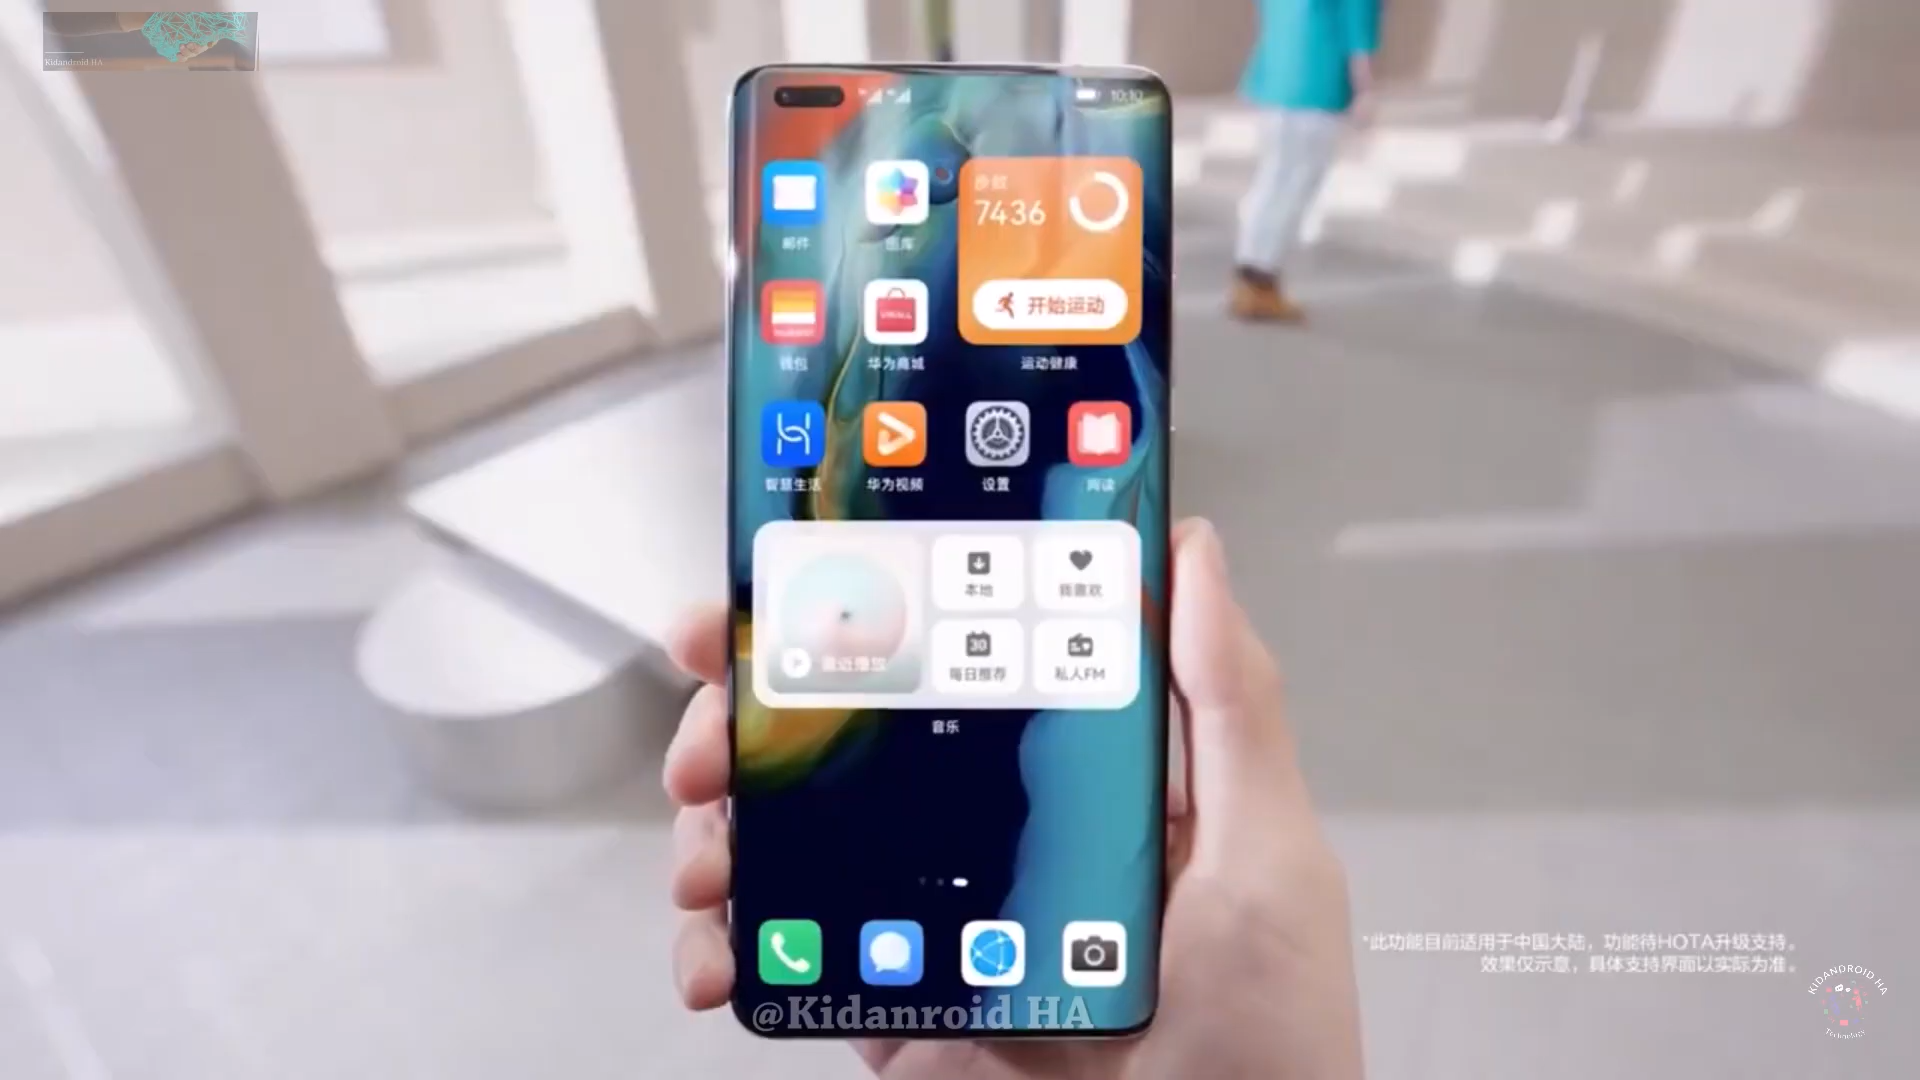 Kidandroid HA
10:10
步数
7436
开始运动
邮件
图库
钱包
华为商城
运动健康
智慧生活
华为视频
设置
阅读
本地
我喜欢
最近播放
30
每日推荐
私人FM
音乐
*此功能目前适用于中国大陆，功能待HOTA升级支持。
效果仅示意，具体支持界面以实际为准。
@Kidanroid HA
KIDANDROID HA
Technology